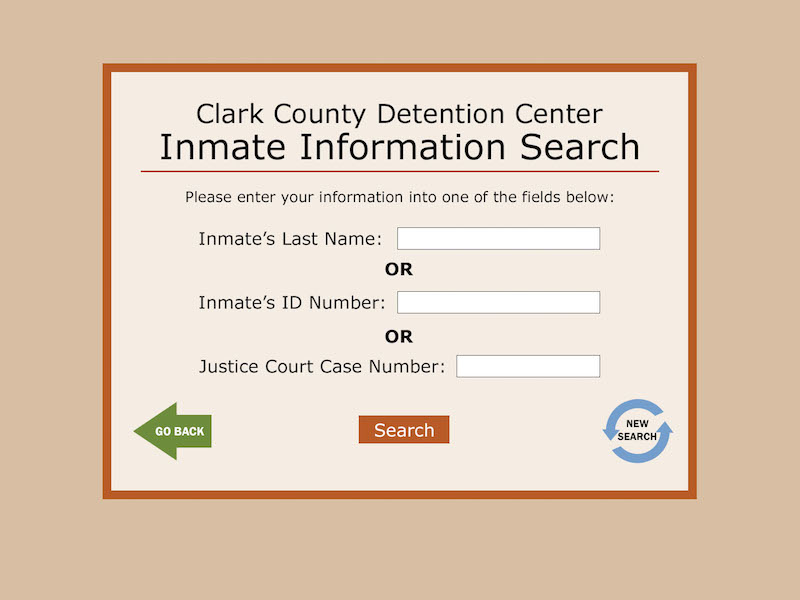 Clark County Detention Center
Inmate Information Search
Please enter your information into one of the fields below:
Inmate’s Last Name:
OR
Inmate’s ID Number:
OR
Justice Court Case Number:
GO BACK
Search
NEW
SEARCH